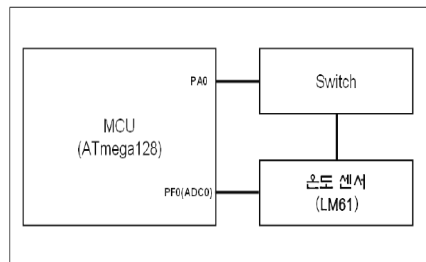 PA0
Switch
MCU
(ATmega128)
PF0(ADC0)
온도 센서
(LM61)